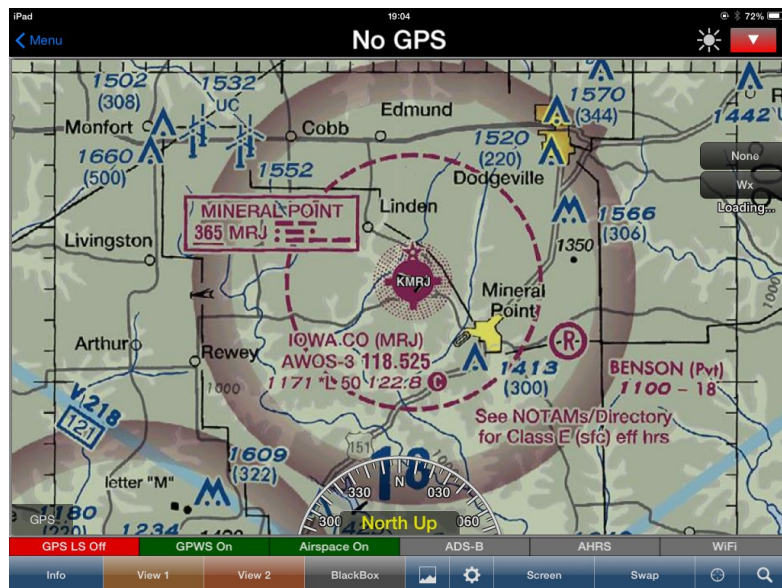 iPad 19:04 72%
Menu
No GPS
1502
(308)
1532
UC
1570
(344)
1442
Monfort
Cobb
Edmund
1660
(500)
1552
1520
(220)
Dodgeville
None
Wx
Loading...
MINERAL POINT
365 MRJ
Linden
1566
(306)
1350
Livingston
KMRJ
Mineral
Point
1000
Arthur
Rewey
IOWA CO (MRJ)
AWOS-3 118.525
1171 *L 50 122.8 C
1413
(300)
R
BENSON (Pvt)
1100 - 18
1000
V 218
121
See NOTAMs/Directory
for Class E (sfc) eff hrs
151
1609
(322)
letter "M"
18
1000
330 N 030
300 North Up 060
GPS
1180
(220)
1234
GPS LS Off GPWS On Airspace On ADS-B AHRS WiFi
Info View 1 View 2 BlackBox Screen Swap